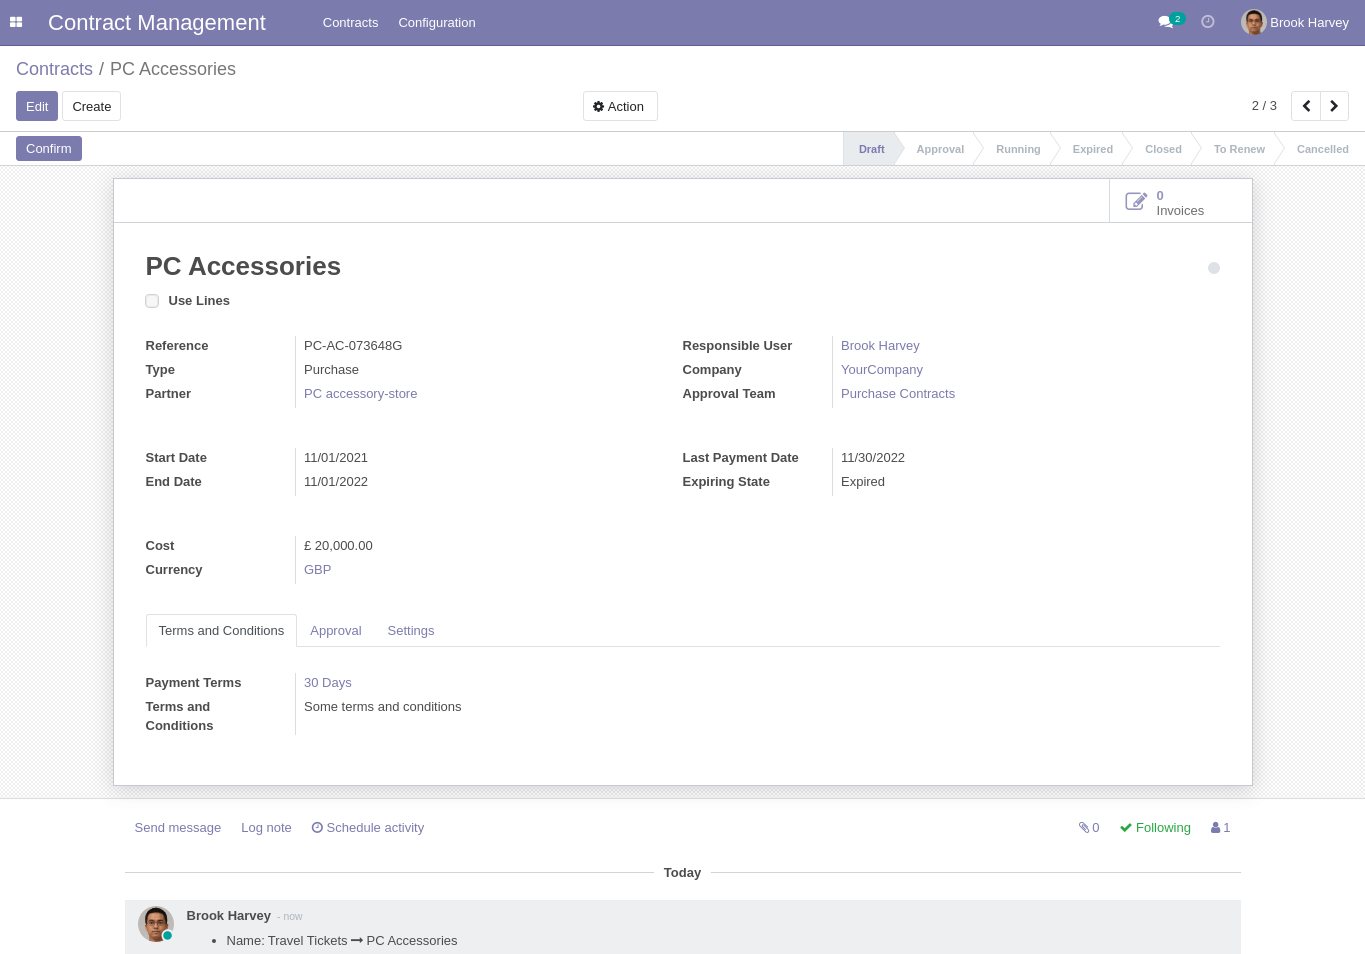 Contract Management Contracts Configuration 2 Brook Harvey
Contracts / PC Accessories
Edit Create Action 2 / 3
Confirm Draft Approval Running Expired Closed To Renew Cancelled
0
Invoices
PC Accessories
Use Lines
Reference PC-AC-073648G Responsible User Brook Harvey
Type Purchase Company YourCompany
Partner PC accessory-store Approval Team Purchase Contracts
Start Date 11/01/2021 Last Payment Date 11/30/2022
End Date 11/01/2022 Expiring State Expired
Cost £ 20,000.00
Currency GBP
Terms and Conditions Approval Settings
Payment Terms 30 Days
Terms and Some terms and conditions
Conditions
Send message Log note Schedule activity 0 Following 1
Today
Brook Harvey - now
• Name: Travel Tickets → PC Accessories